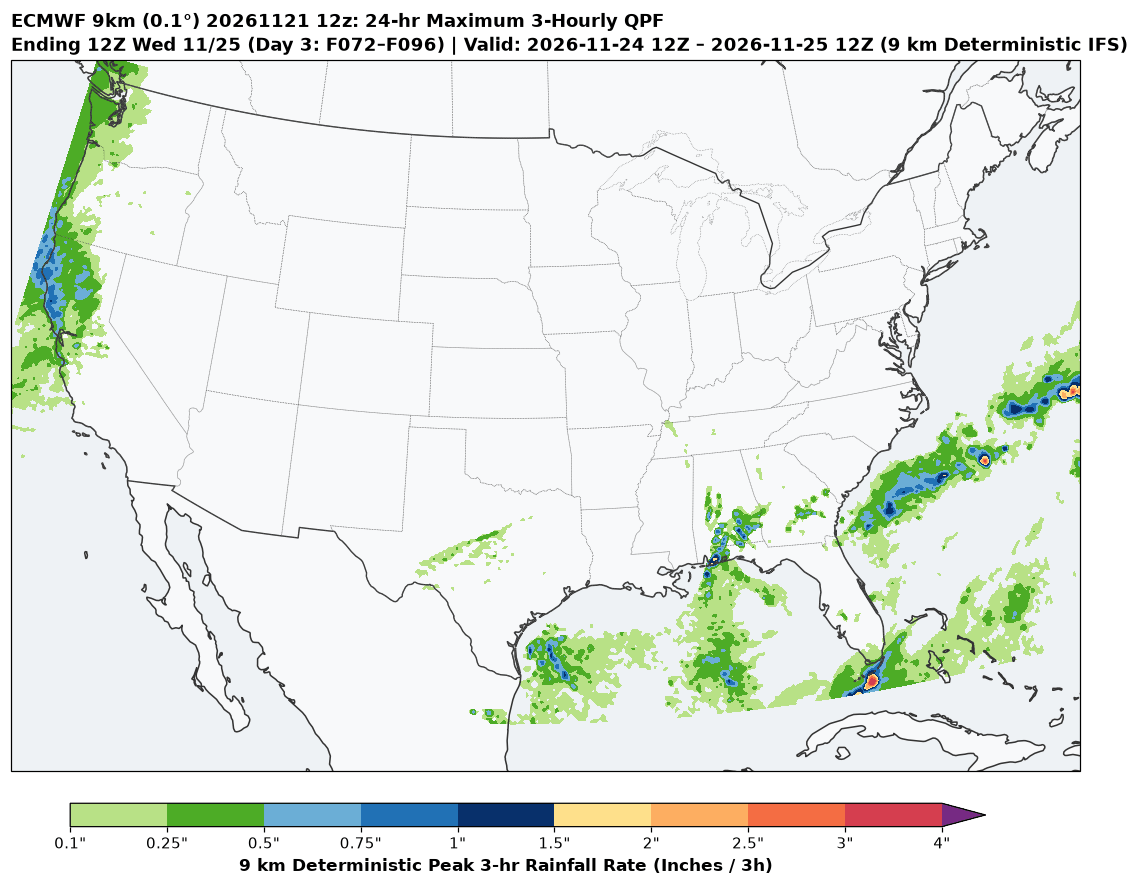 ECMWF 9km (0.1°) 20261121 12z: 24-hr Maximum 3-Hourly QPF
Ending 12Z Wed 11/25 (Day 3: F072–F096) | Valid: 2026-11-24 12Z – 2026-11-25 12Z (9 km Deterministic IFS)
0.1" 0.25" 0.5" 0.75" 1" 1.5" 2" 2.5" 3" 4"
9 km Deterministic Peak 3-hr Rainfall Rate (Inches / 3h)